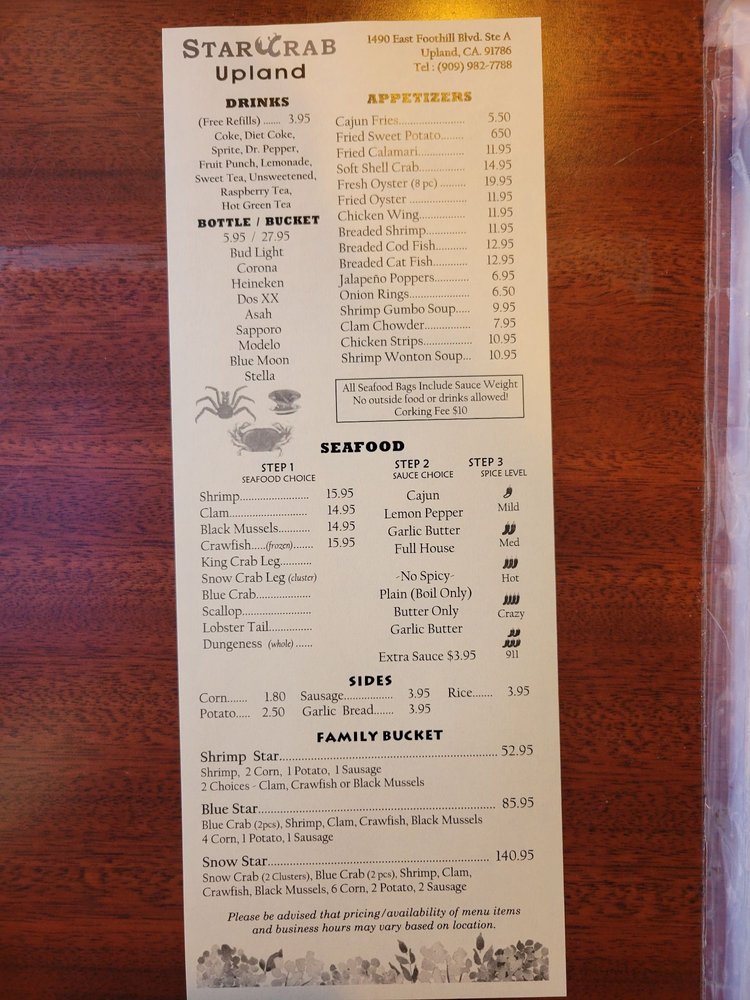 STAR CRAB
Upland
1490 East Foothill Blvd. Ste A
Upland, CA. 91786
Tel : (909) 982-7788
DRINKS
(Free Refills) ...... 3.95
Coke, Diet Coke,
Sprite, Dr. Pepper,
Fruit Punch, Lemonade,
Sweet Tea, Unsweetened,
Raspberry Tea,
Hot Green Tea
BOTTLE / BUCKET
5.95 / 27.95
Bud Light
Corona
Heineken
Dos XX
Asah
Sapporo
Modelo
Blue Moon
Stella
APPETIZERS
Cajun Fries....................... 5.50
Fried Sweet Potato........ 650
Fried Calamari................ 11.95
Soft Shell Crab................ 14.95
Fresh Oyster (8 pc) ......... 19.95
Fried Oyster .................... 11.95
Chicken Wing................ 11.95
Breaded Shrimp.............. 11.95
Breaded Cod Fish........... 12.95
Breaded Cat Fish............ 12.95
Jalapeño Poppers............ 6.95
Onion Rings..................... 6.50
Shrimp Gumbo Soup..... 9.95
Clam Chowder................ 7.95
Chicken Strips................. 10.95
Shrimp Wonton Soup... 10.95
All Seafood Bags Include Sauce Weight
No outside food or drinks allowed!
Corking Fee $10
SEAFOOD
STEP 1
SEAFOOD CHOICE
Shrimp........................ 15.95
Clam........................... 14.95
Black Mussels........... 14.95
Crawfish.....(frozen)....... 15.95
King Crab Leg...........
Snow Crab Leg (cluster)
Blue Crab...................
Scallop........................
Lobster Tail...............
Dungeness (whole) ......
STEP 2
SAUCE CHOICE
Cajun
Lemon Pepper
Garlic Butter
Full House
-No Spicy-
Plain (Boil Only)
Butter Only
Garlic Butter
Extra Sauce $3.95
STEP 3
SPICE LEVEL
Mild
Med
Hot
Crazy
911
SIDES
Corn....... 1.80 Sausage................. 3.95 Rice....... 3.95
Potato..... 2.50 Garlic Bread....... 3.95
FAMILY BUCKET
Shrimp Star.................................................... 52.95
Shrimp, 2 Corn, 1 Potato, 1 Sausage
2 Choices - Clam, Crawfish or Black Mussels
Blue Star......................................................... 85.95
Blue Crab (2pcs), Shrimp, Clam, Crawfish, Black Mussels
4 Corn, 1 Potato, 1 Sausage
Snow Star..................................................... 140.95
Snow Crab (2 Clusters), Blue Crab (2 pcs), Shrimp, Clam,
Crawfish, Black Mussels, 6 Corn, 2 Potato, 2 Sausage
Please be advised that pricing/availability of menu items
and business hours may vary based on location.